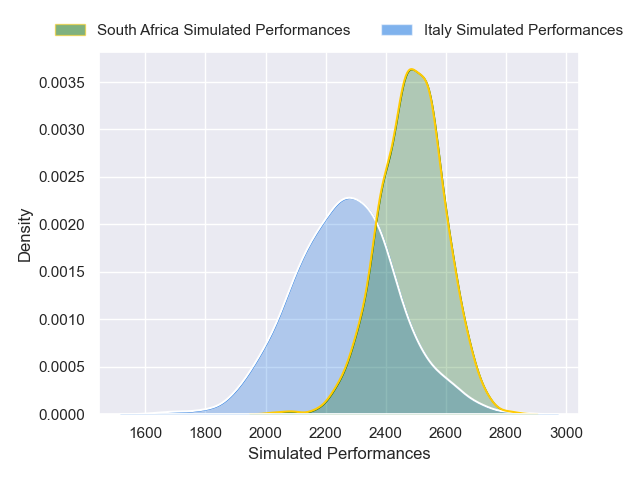 South Africa Simulated Performances
Italy Simulated Performances
0.0035
0.0030
0.0025
0.0020
0.0015
0.0010
0.0005
0.0000
Density
1600 1800 2000 2200 2400 2600 2800 3000
Simulated Performances